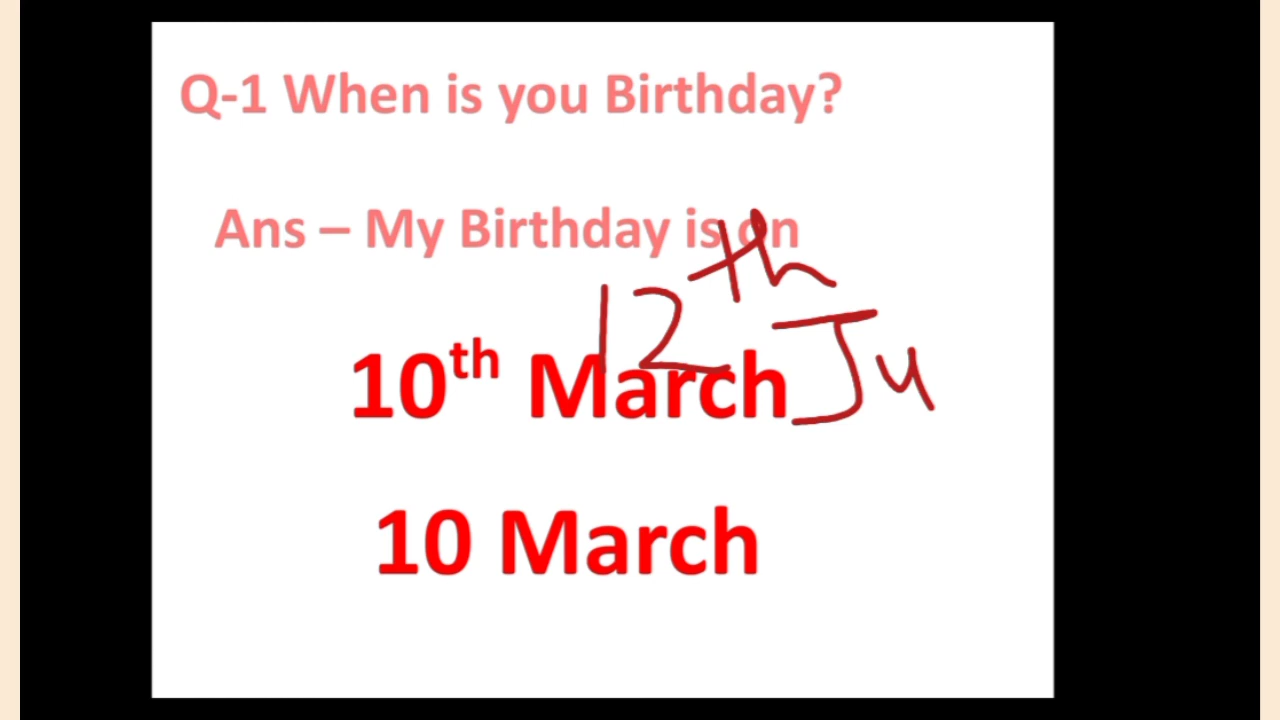 Q-1 When is you Birthday?
Ans – My Birthday is on
12th Ju
10th March
10 March